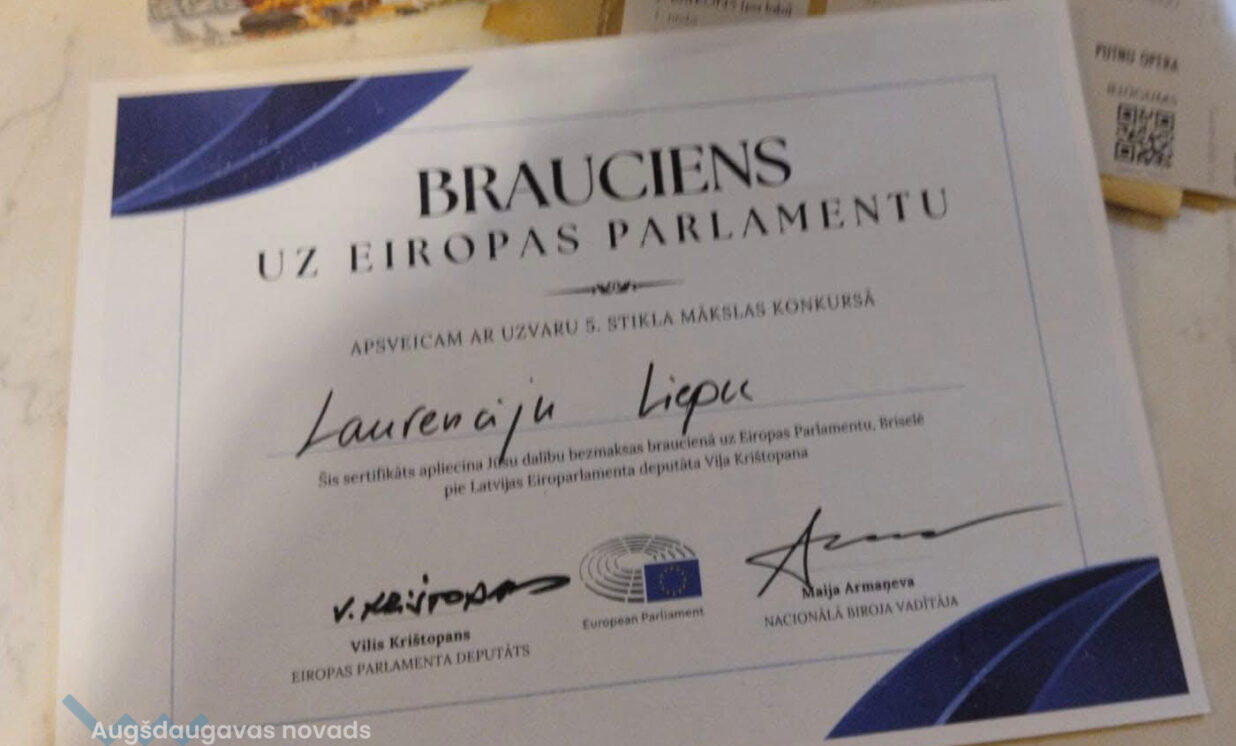 BRAUCIENS
UZ EIROPAS PARLAMENTU
APSVEICAM AR UZVARU 5. STIKLA MĀKSLAS KONKURSĀ
Laurenciju Liepu
Šis sertifikāts apliecina Jūsu dalību bezmaksas braucienā uz Eiropas Parlamentu, Briselē
pie Latvijas Eiroparlamenta deputāta Viļa Krištopana
V. Krištopans
Vilis Krištopans
EIROPAS PARLAMENTA DEPUTĀTS
European Parliament
Maija Armaņeva
NACIONĀLĀ BIROJA VADĪTĀJA
PUTNU OPERA
Augšdaugavas novads